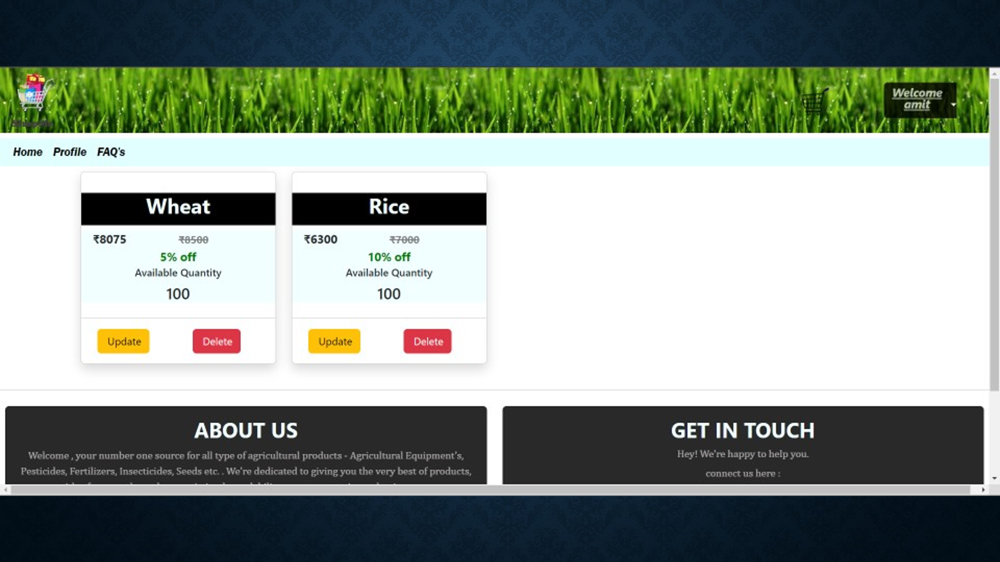 Welcome
amit
Home Profile FAQ's
Wheat
₹8075 ₹8500
5% off
Available Quantity
100
Update Delete
Rice
₹6300 ₹7000
10% off
Available Quantity
100
Update Delete
ABOUT US
Welcome , your number one source for all type of agricultural products - Agricultural Equipment's,
Pesticides, Fertilizers, Insecticides, Seeds etc. . We're dedicated to giving you the very best of products,
GET IN TOUCH
Hey! We're happy to help you.
connect us here :